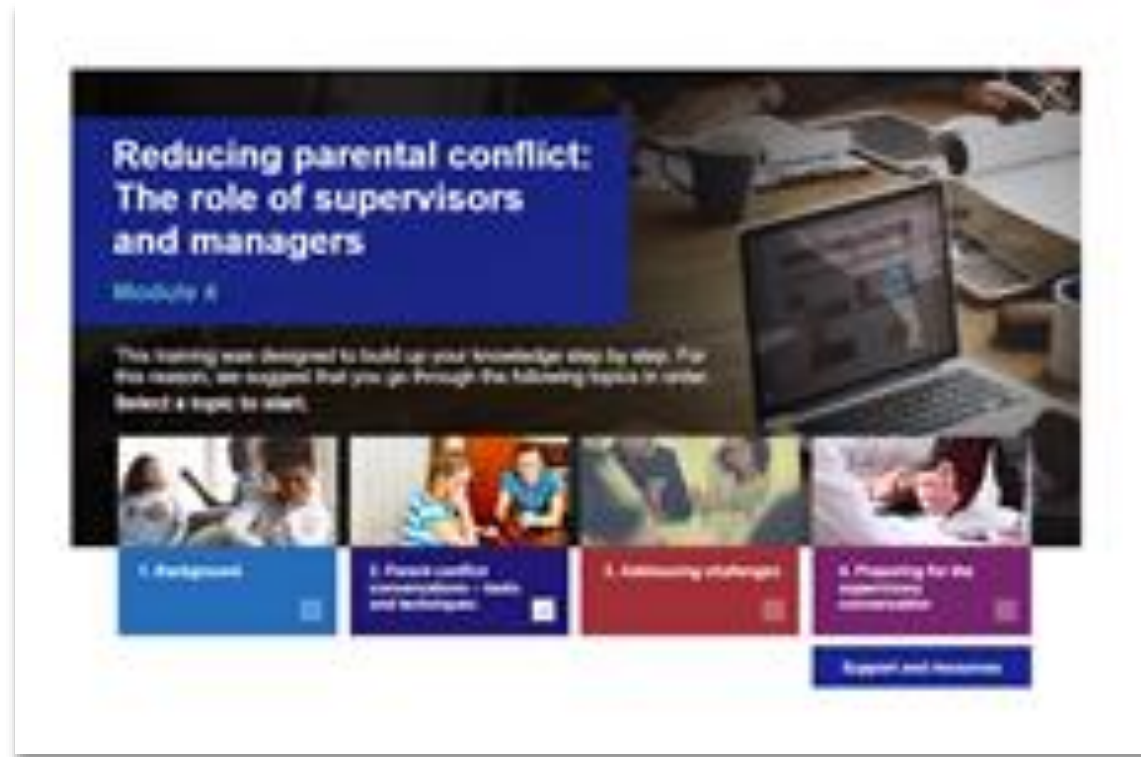 Reducing parental conflict:
The role of supervisors
and managers
Module 4
This training was designed to build up your knowledge step by step. For
this reason, we suggest that you go through the following topics in order.
Select a topic to start.
1. Background
2. Parent conflict
conversations – tools
and techniques
3. Addressing challenges
4. Preparing for the
supervisory
conversation
Support and resources